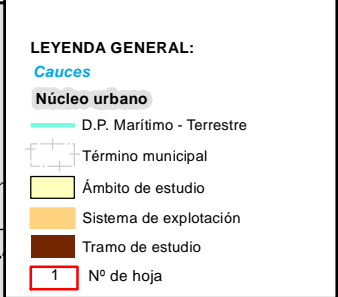 LEYENDA GENERAL:
Cauces
Núcleo urbano
D.P. Marítimo - Terrestre
Término municipal
Ámbito de estudio
Sistema de explotación
Tramo de estudio
1 Nº de hoja